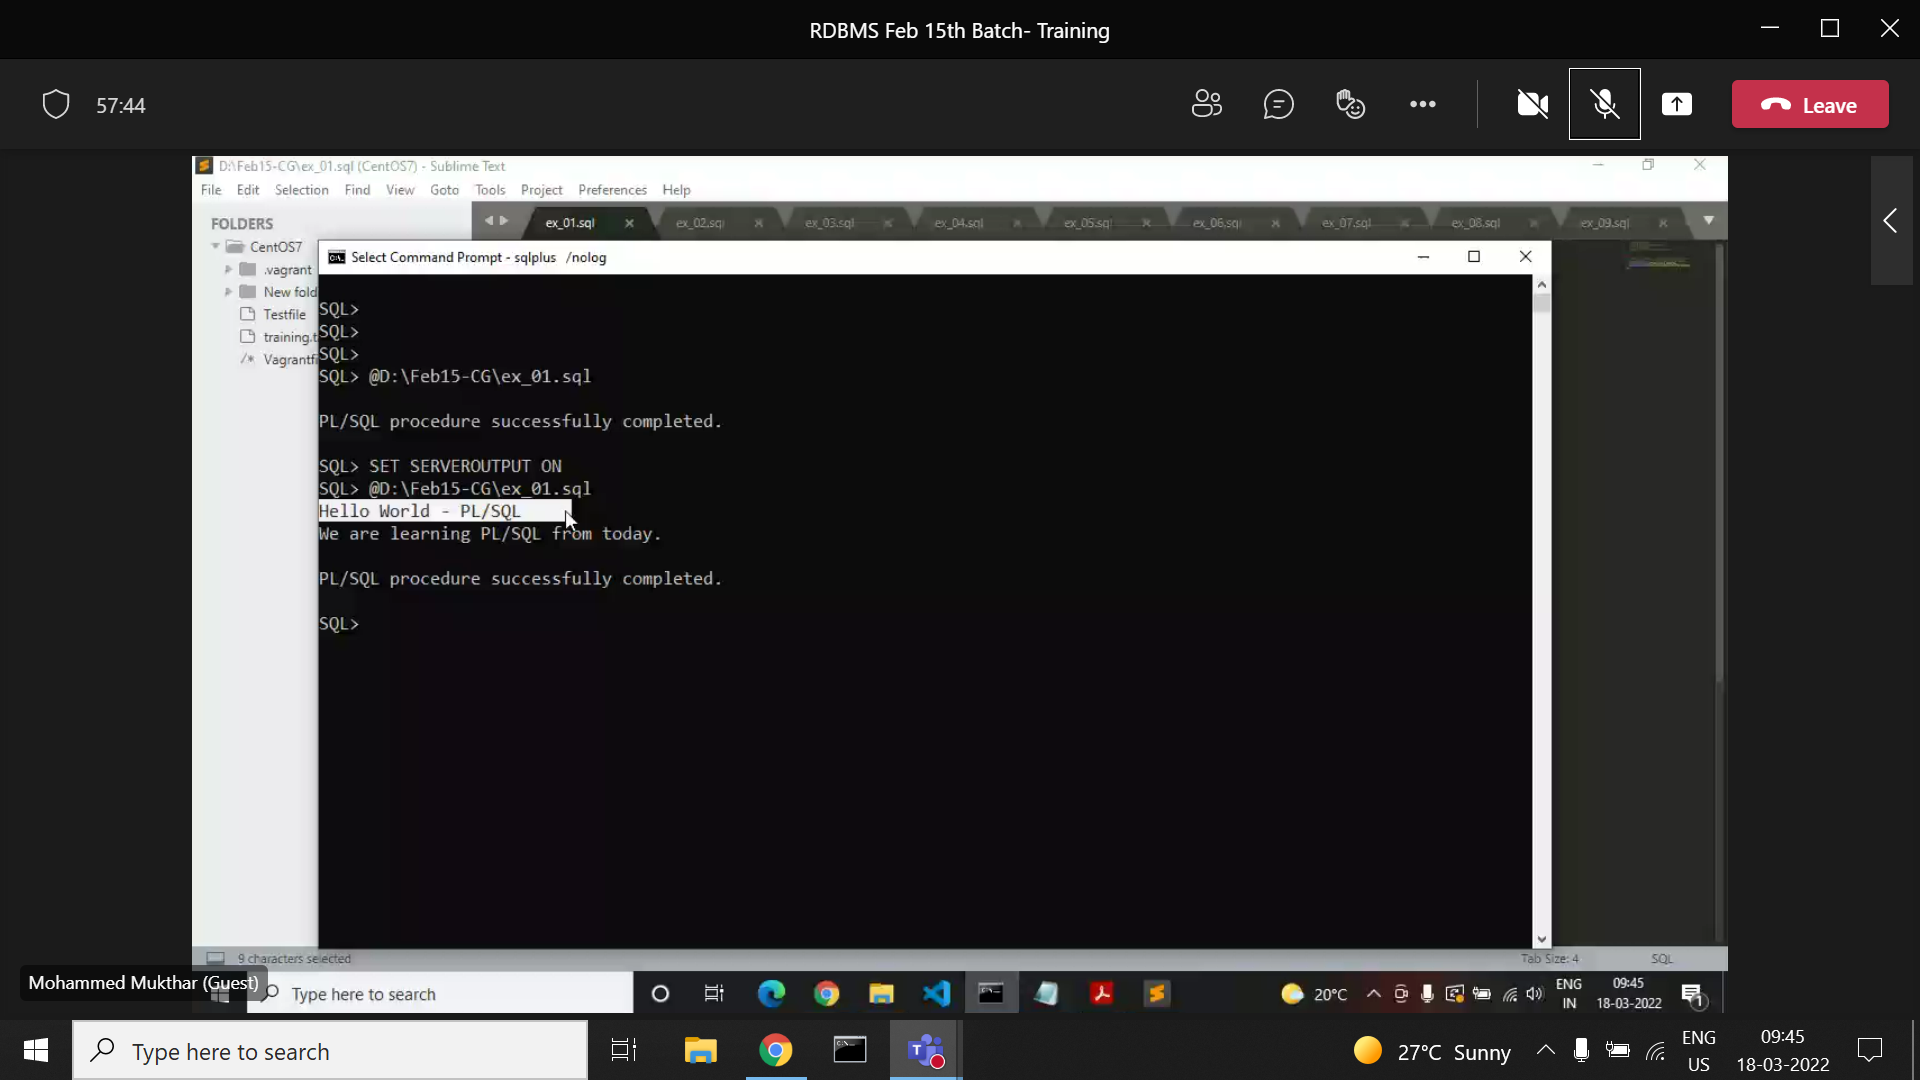 RDBMS Feb 15th Batch- Training
57:44
Leave
D:\Feb15-CG\ex_01.sql (CentOS7) - Sublime Text
File Edit Selection Find View Goto Tools Project Preferences Help
FOLDERS
ex_01.sql ex_02.sql ex_03.sql ex_04.sql ex_05.sql ex_06.sql ex_07.sql ex_08.sql ex_09.sql
CentOS7
.vagrant
New fold
Testfile
training.t
Vagrantfi
Select Command Prompt - sqlplus /nolog
SQL>
SQL>
SQL>
SQL> @D:\Feb15-CG\ex_01.sql
PL/SQL procedure successfully completed.
SQL> SET SERVEROUTPUT ON
SQL> @D:\Feb15-CG\ex_01.sql
Hello World - PL/SQL
We are learning PL/SQL from today.
PL/SQL procedure successfully completed.
SQL>
9 characters selected
Tab Size: 4
SQL
Mohammed Mukthar (Guest)
Type here to search
20°C
ENG
IN
09:45
18-03-2022
1
Type here to search
27°C Sunny
ENG
US
09:45
18-03-2022